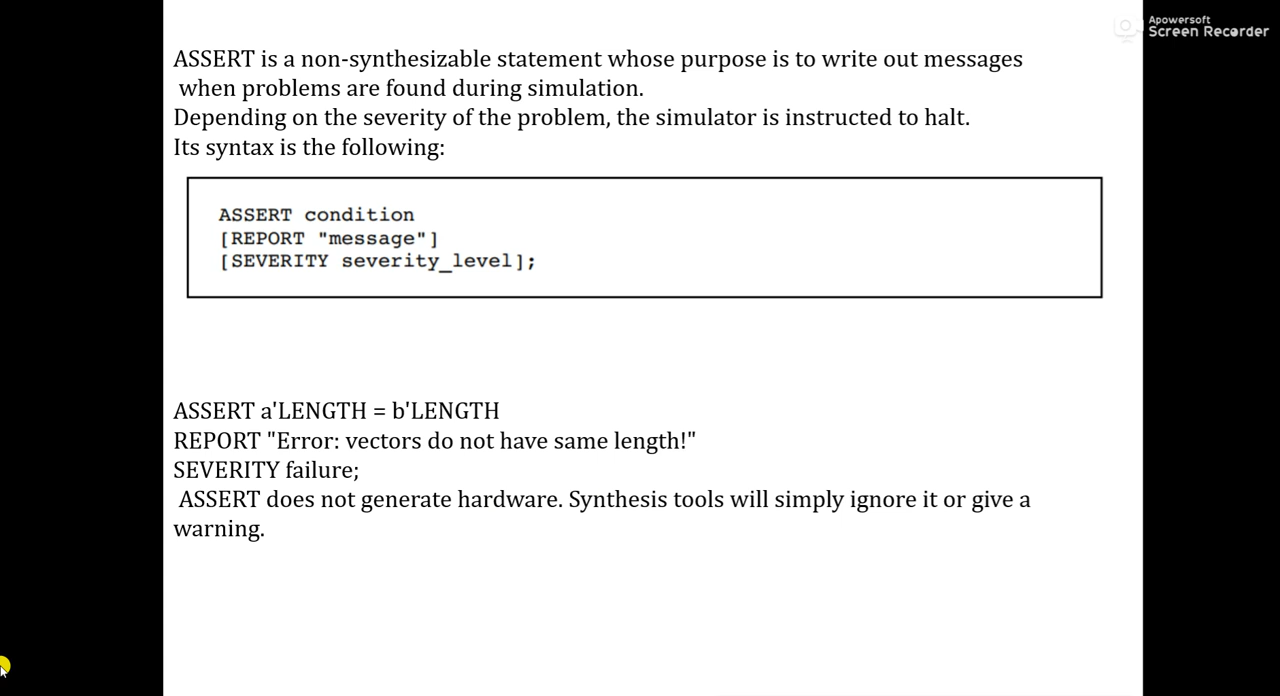 Apowersoft
Screen Recorder
ASSERT is a non-synthesizable statement whose purpose is to write out messages
when problems are found during simulation.
Depending on the severity of the problem, the simulator is instructed to halt.
Its syntax is the following:
ASSERT condition
[REPORT "message"]
[SEVERITY severity_level];
ASSERT a'LENGTH = b'LENGTH
REPORT "Error: vectors do not have same length!"
SEVERITY failure;
ASSERT does not generate hardware. Synthesis tools will simply ignore it or give a
warning.